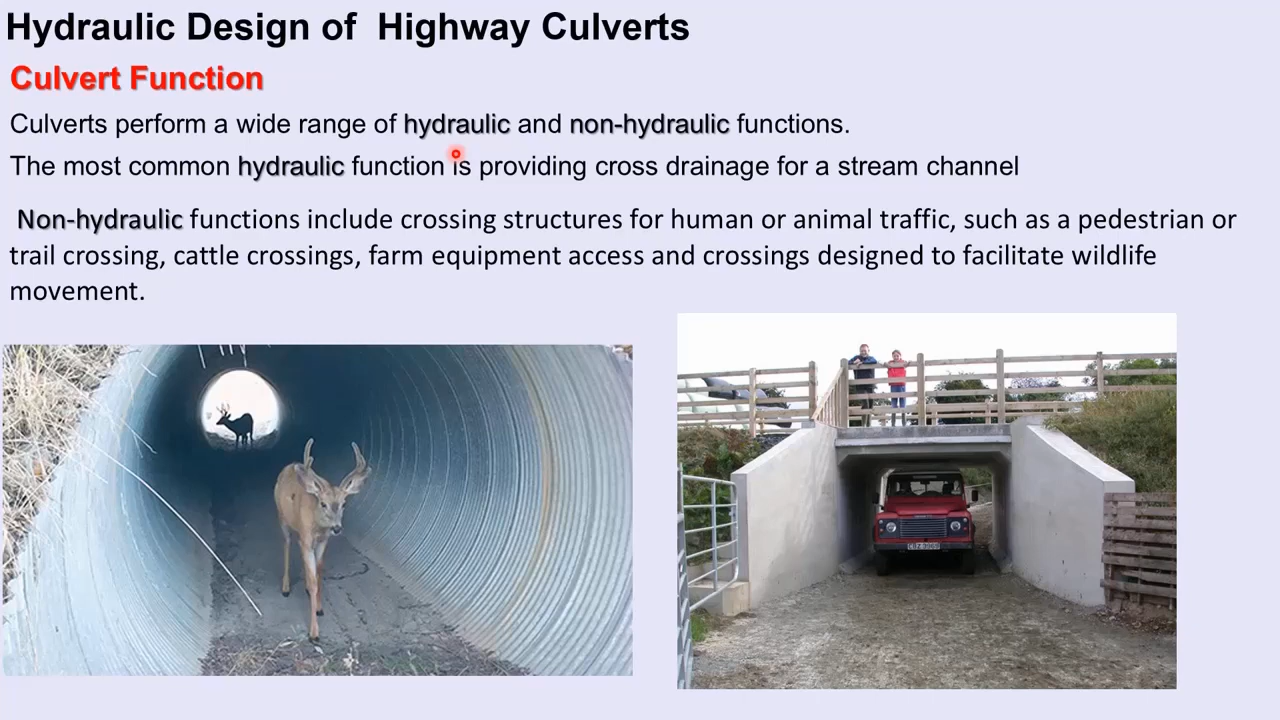 Hydraulic Design of Highway Culverts
Culvert Function
Culverts perform a wide range of hydraulic and non-hydraulic functions.
The most common hydraulic function is providing cross drainage for a stream channel
Non-hydraulic functions include crossing structures for human or animal traffic, such as a pedestrian or
trail crossing, cattle crossings, farm equipment access and crossings designed to facilitate wildlife
movement.